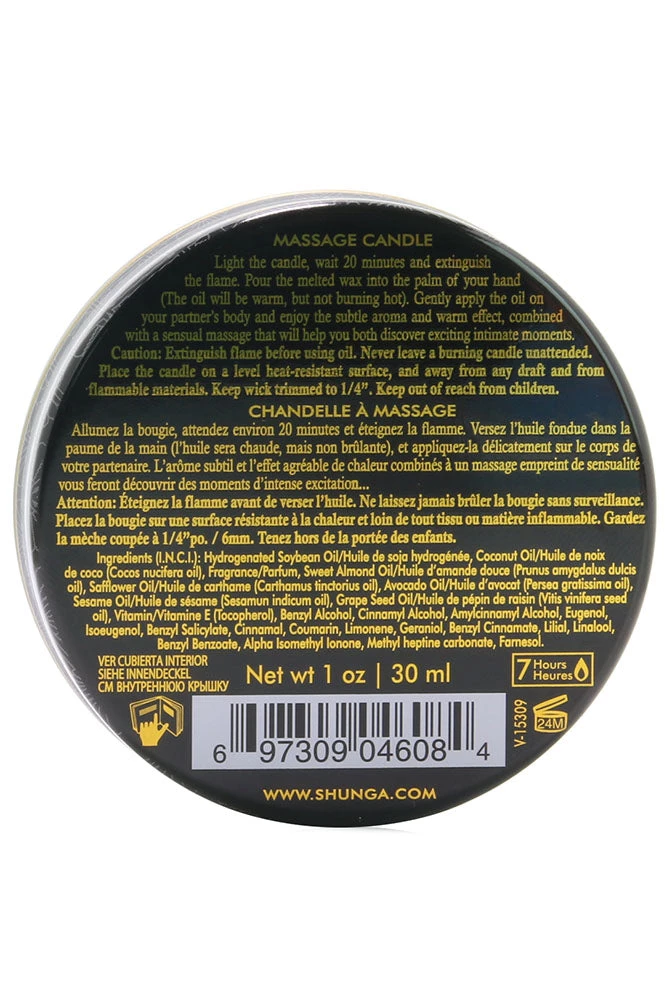 MASSAGE CANDLE
Light the candle, wait 20 minutes and extinguish
the flame. Pour the melted wax into the palm of your hand
(The oil will be warm, but not burning hot). Gently apply the oil on
your partner's body and enjoy the subtle aroma and warm effect, combined
with a sensual massage that will help you both discover exciting intimate moments.
Caution: Extinguish flame before using oil. Never leave a burning candle unattended.
Place the candle on a level heat-resistant surface, and away from any draft and from
flammable materials. Keep wick trimmed to 1/4". Keep out of reach from children.
CHANDELLE À MASSAGE
Allumez la bougie, attendez environ 20 minutes et éteignez la flamme. Versez l'huile fondue dans la
paume de la main (l'huile sera chaude, mais non brûlante), et appliquez-la délicatement sur le corps de
votre partenaire. L'arôme subtil et l'effet agréable de chaleur combinés à un massage empreint de sensualité
vous feront découvrir des moments d'intense excitation...
Attention: Éteignez la flamme avant de verser l'huile. Ne laissez jamais brûler la bougie sans surveillance.
Placez la bougie sur une surface résistante à la chaleur et loin de tout tissu ou matière inflammable. Gardez
la mèche coupée à 1/4"po. / 6mm. Tenez hors de la portée des enfants.
Ingredients (I.N.C.I.): Hydrogenated Soybean Oil/Huile de soja hydrogénée, Coconut Oil/Huile de noix
de coco (Cocos nucifera oil), Fragrance/Parfum, Sweet Almond Oil/Huile d'amande douce (Prunus amygdalus dulcis
oil), Safflower Oil/Huile de carthame (Carthamus tinctorius oil), Avocado Oil/Huile d'avocat (Persea gratissima oil),
Sesame Oil/Huile de sésame (Sesamun indicum oil), Grape Seed Oil/Huile de pépin de raisin (Vitis vinifera seed
oil), Vitamin/Vitamine E (Tocopherol), Benzyl Alcohol, Cinnamyl Alcohol, Amylcinnamyl Alcohol, Eugenol,
Isoeugenol, Benzyl Salicylate, Cinnamal, Coumarin, Limonene, Geraniol, Benzyl Cinnamate, Lilial, Linalool,
Benzyl Benzoate, Alpha Isomethyl Ionone, Methyl heptine carbonate, Farnesol.
VER CUBIERTA INTERIOR
SIEHE INNENDECKEL
СМ ВНУТРЕННЮЮ КРЫШКУ
Net wt 1 oz | 30 ml
7 Hours
Heures
V-15309
24M
6 97309 04608 4
WWW.SHUNGA.COM